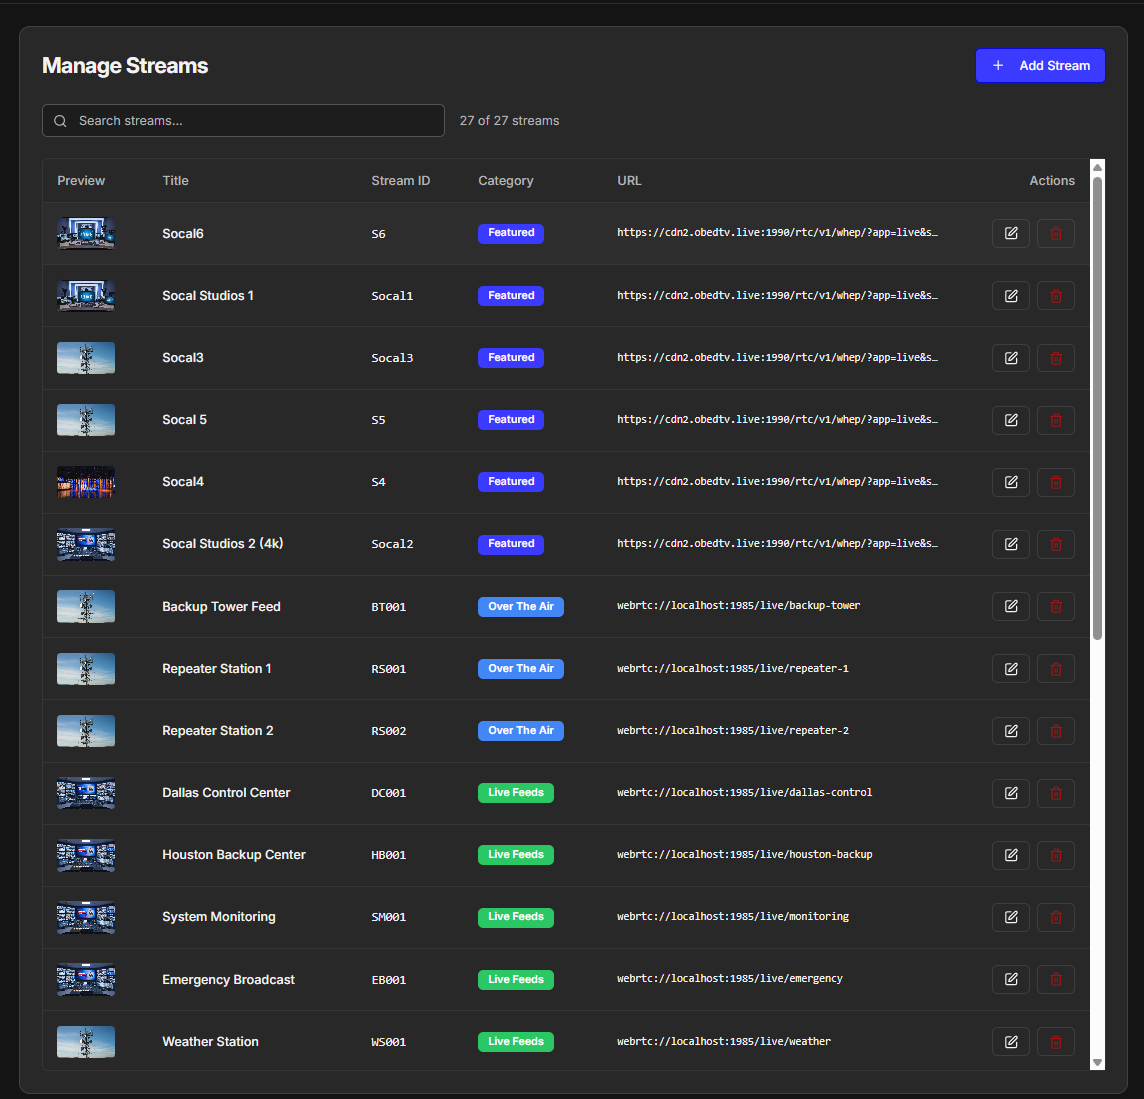 Manage Streams
+ Add Stream
Search streams...
27 of 27 streams
Preview Title Stream ID Category URL Actions
Socal6 S6 Featured https://cdn2.obedtv.live:1990/rtc/v1/whep/?app=live&s…
Socal Studios 1 Socal1 Featured https://cdn2.obedtv.live:1990/rtc/v1/whep/?app=live&s…
Socal3 Socal3 Featured https://cdn2.obedtv.live:1990/rtc/v1/whep/?app=live&s…
Socal 5 S5 Featured https://cdn2.obedtv.live:1990/rtc/v1/whep/?app=live&s…
Socal4 S4 Featured https://cdn2.obedtv.live:1990/rtc/v1/whep/?app=live&s…
Socal Studios 2 (4k) Socal2 Featured https://cdn2.obedtv.live:1990/rtc/v1/whep/?app=live&s…
Backup Tower Feed BT001 Over The Air webrtc://localhost:1985/live/backup-tower
Repeater Station 1 RS001 Over The Air webrtc://localhost:1985/live/repeater-1
Repeater Station 2 RS002 Over The Air webrtc://localhost:1985/live/repeater-2
Dallas Control Center DC001 Live Feeds webrtc://localhost:1985/live/dallas-control
Houston Backup Center HB001 Live Feeds webrtc://localhost:1985/live/houston-backup
System Monitoring SM001 Live Feeds webrtc://localhost:1985/live/monitoring
Emergency Broadcast EB001 Live Feeds webrtc://localhost:1985/live/emergency
Weather Station WS001 Live Feeds webrtc://localhost:1985/live/weather